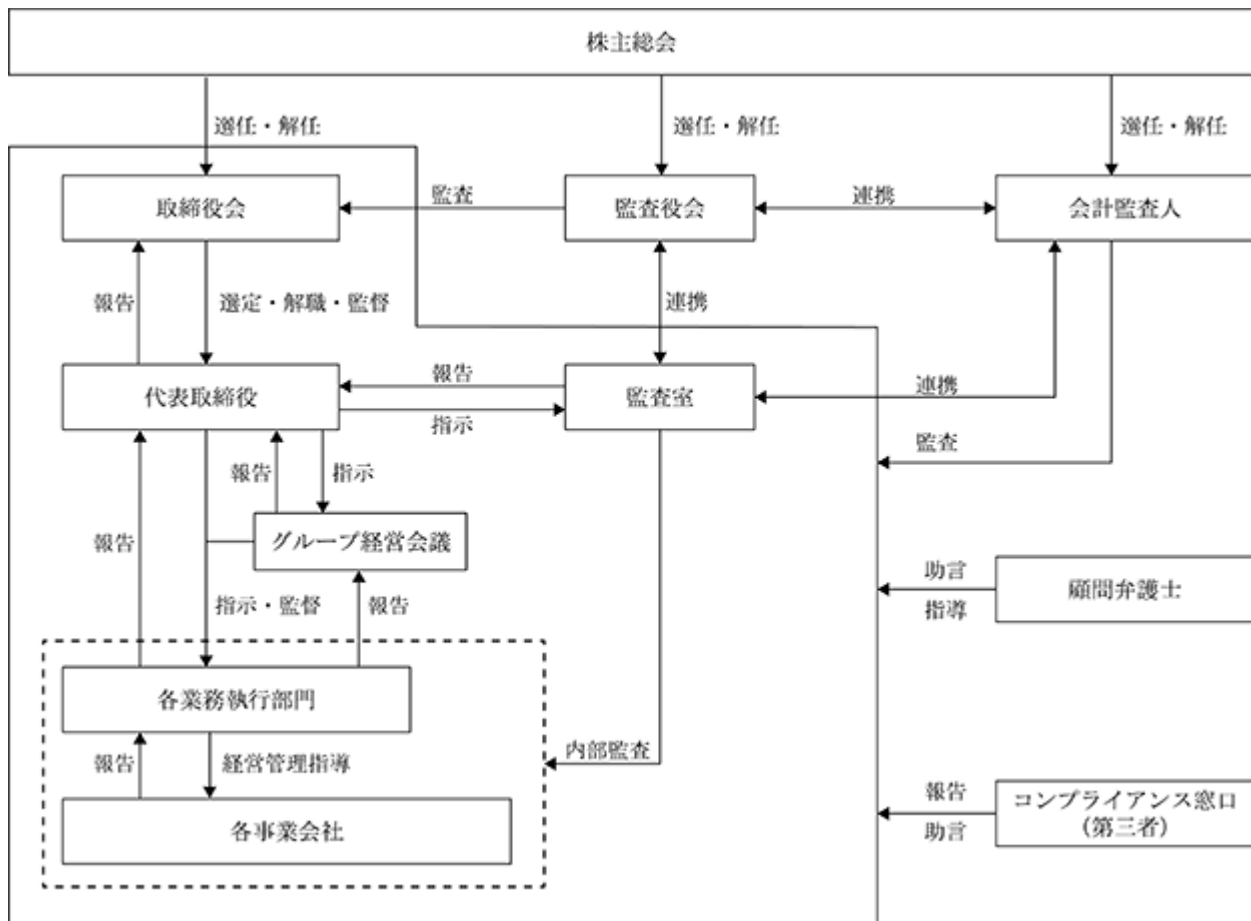 株主総会
選任・解任
選任・解任
選任・解任
取締役会
監査
監査役会
連携
会計監査人
報告
選定・解職・監督
連携
代表取締役
報告
指示
監査室
連携
監査
報告
指示
グループ経営会議
報告
指示・監督
報告
助言
指導
顧問弁護士
各業務執行部門
内部監査
報告
経営管理指導
各事業会社
報告
助言
コンプライアンス窓口
(第三者)